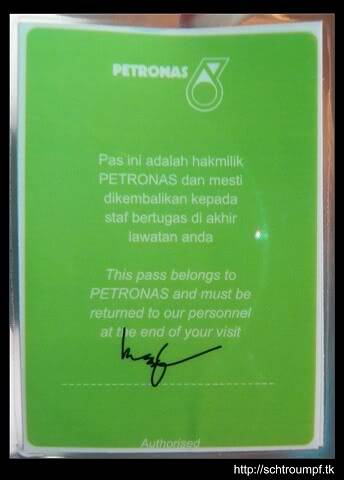 PETRONAS
Pas ini adalah hakmilik
PETRONAS dan mesti
dikembalikan kepada
staf bertugas di akhir
lawatan anda
This pass belongs to
PETRONAS and must be
returned to our personnel
at the end of your visit
Authorised
http://schtroumpf.tk